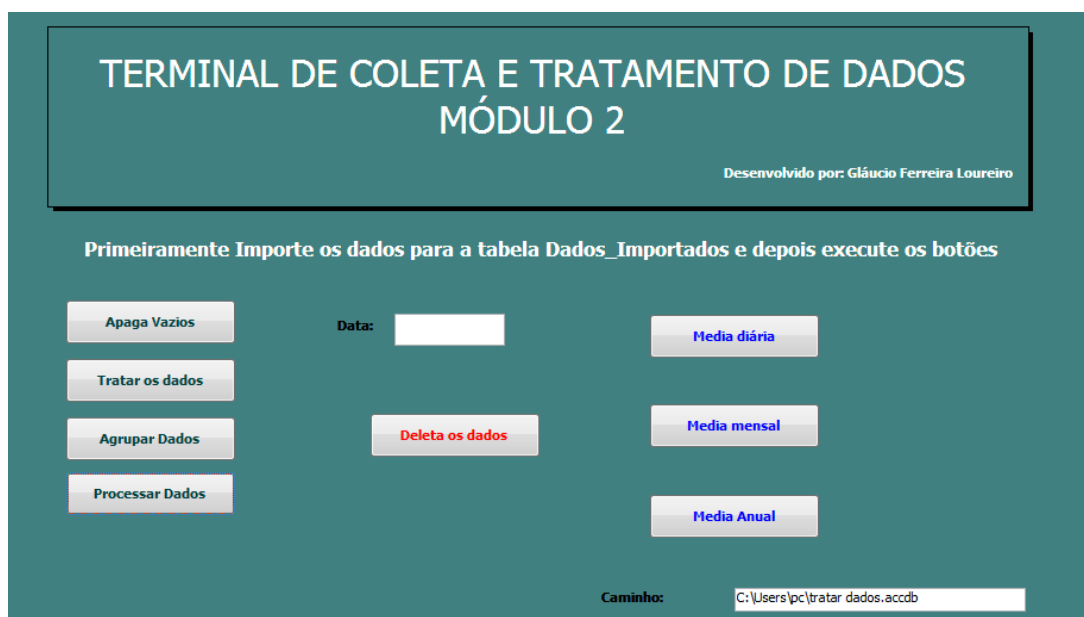 TERMINAL DE COLETA E TRATAMENTO DE DADOS
MÓDULO 2
Desenvolvido por: Gláucio Ferreira Loureiro
Primeiramente Importe os dados para a tabela Dados_Importados e depois execute os botões
Apaga Vazios
Tratar os dados
Agrupar Dados
Processar Dados
Data:
Deleta os dados
Media diária
Media mensal
Media Anual
Caminho: C:\Users\pc\tratar dados.accdb